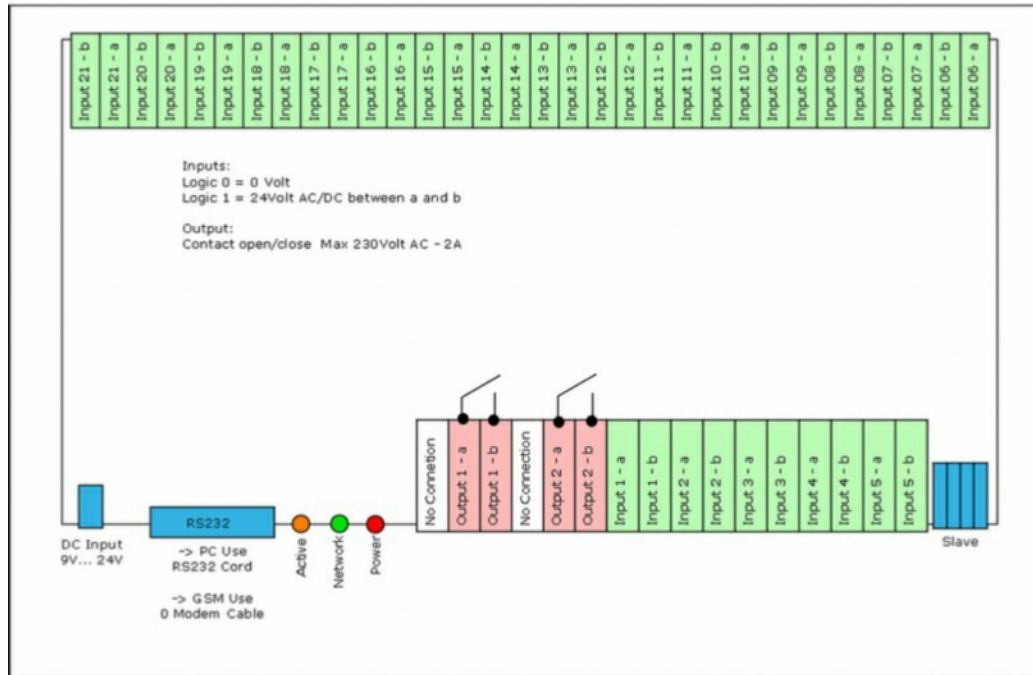 Input 21 - b
Input 21 - a
Input 20 - b
Input 20 - a
Input 19 - b
Input 19 - a
Input 18 - b
Input 18 - a
Input 17 - b
Input 17 - a
Input 16 - b
Input 16 - a
Input 15 - b
Input 15 - a
Input 14 - b
Input 14 - a
Input 13 - b
Input 13 - a
Input 12 - b
Input 12 - a
Input 11 - b
Input 11 - a
Input 10 - b
Input 10 - a
Input 09 - b
Input 09 - a
Input 08 - b
Input 08 - a
Input 07 - b
Input 07 - a
Input 06 - b
Input 06 - a
Inputs:
Logic 0 = 0 Volt
Logic 1 = 24Volt AC/DC between a and b
Output:
Contact open/close Max 230Volt AC - 2A
No Connetion
Output 1 - a
Output 1 - b
No Connection
Output 2 - a
Output 2 - b
Input 1 - a
Input 1 - b
Input 2 - a
Input 2 - b
Input 3 - a
Input 3 - b
Input 4 - a
Input 4 - b
Input 5 - a
Input 5 - b
DC Input
9V... 24V
RS232
-> PC Use
RS232 Cord
-> GSM Use
0 Modem Cable
Active
Network
Power
Slave